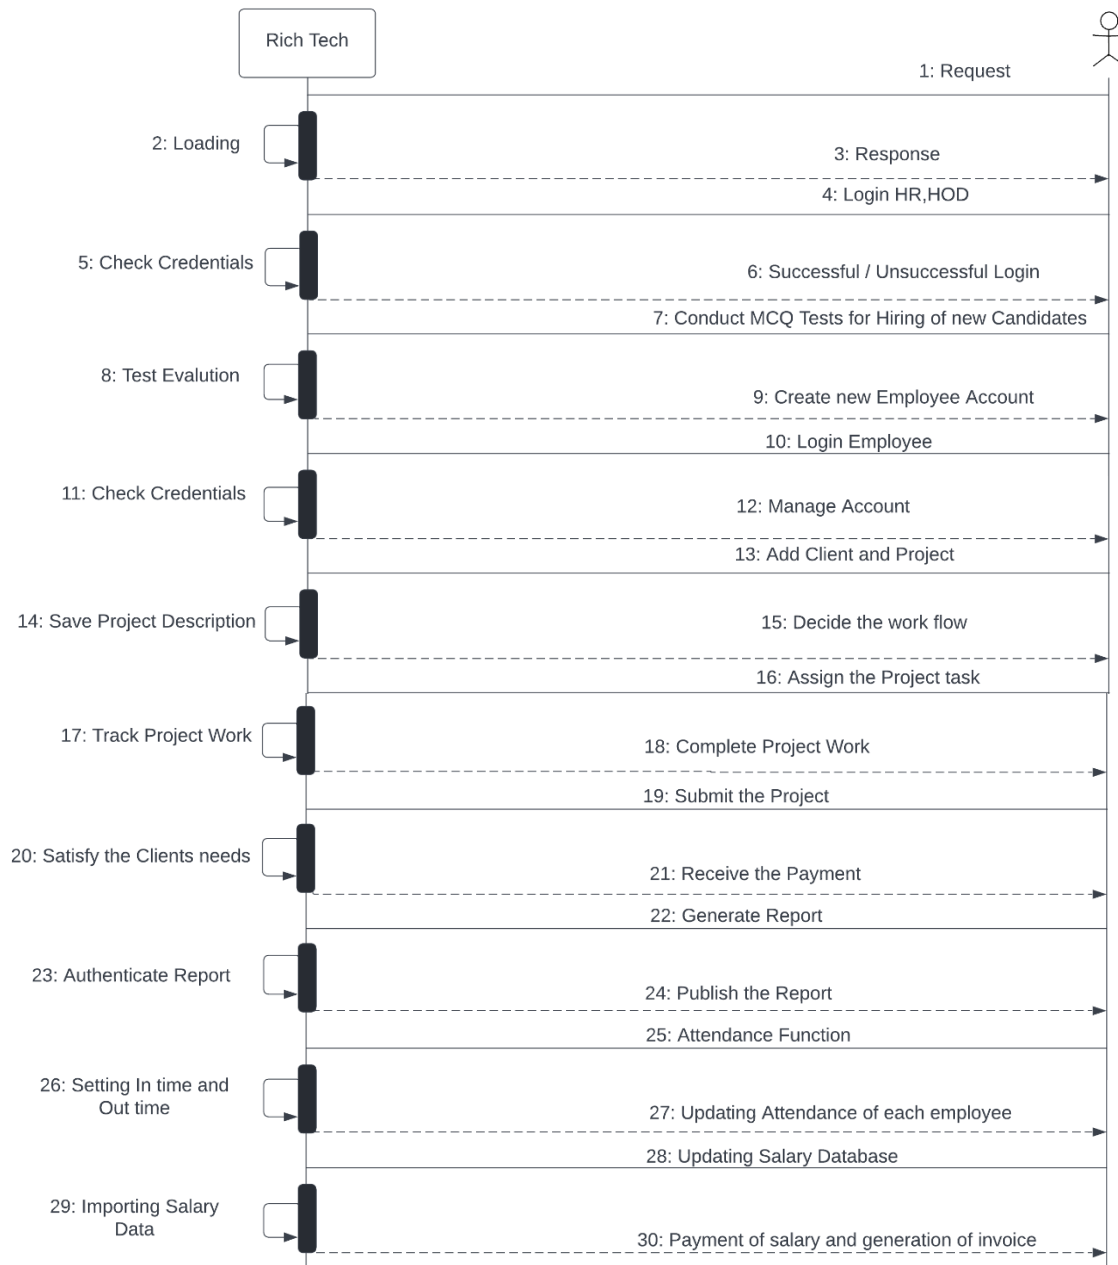 Rich Tech
1: Request
2: Loading
3: Response
4: Login HR,HOD
5: Check Credentials
6: Successful / Unsuccessful Login
7: Conduct MCQ Tests for Hiring of new Candidates
8: Test Evalution
9: Create new Employee Account
10: Login Employee
11: Check Credentials
12: Manage Account
13: Add Client and Project
14: Save Project Description
15: Decide the work flow
16: Assign the Project task
17: Track Project Work
18: Complete Project Work
19: Submit the Project
20: Satisfy the Clients needs
21: Receive the Payment
22: Generate Report
23: Authenticate Report
24: Publish the Report
25: Attendance Function
26: Setting In time and
Out time
27: Updating Attendance of each employee
28: Updating Salary Database
29: Importing Salary
Data
30: Payment of salary and generation of invoice